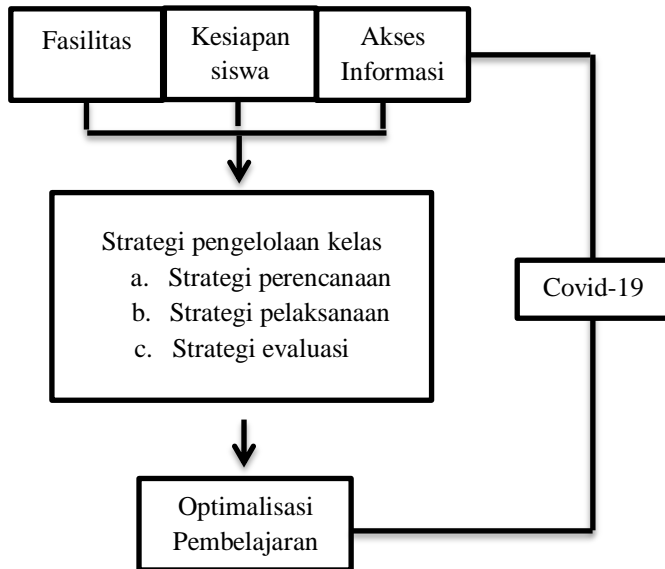 Fasilitas
Kesiapan
siswa
Akses
Informasi
Strategi pengelolaan kelas
a. Strategi perencanaan
b. Strategi pelaksanaan
c. Strategi evaluasi
Covid-19
Optimalisasi
Pembelajaran